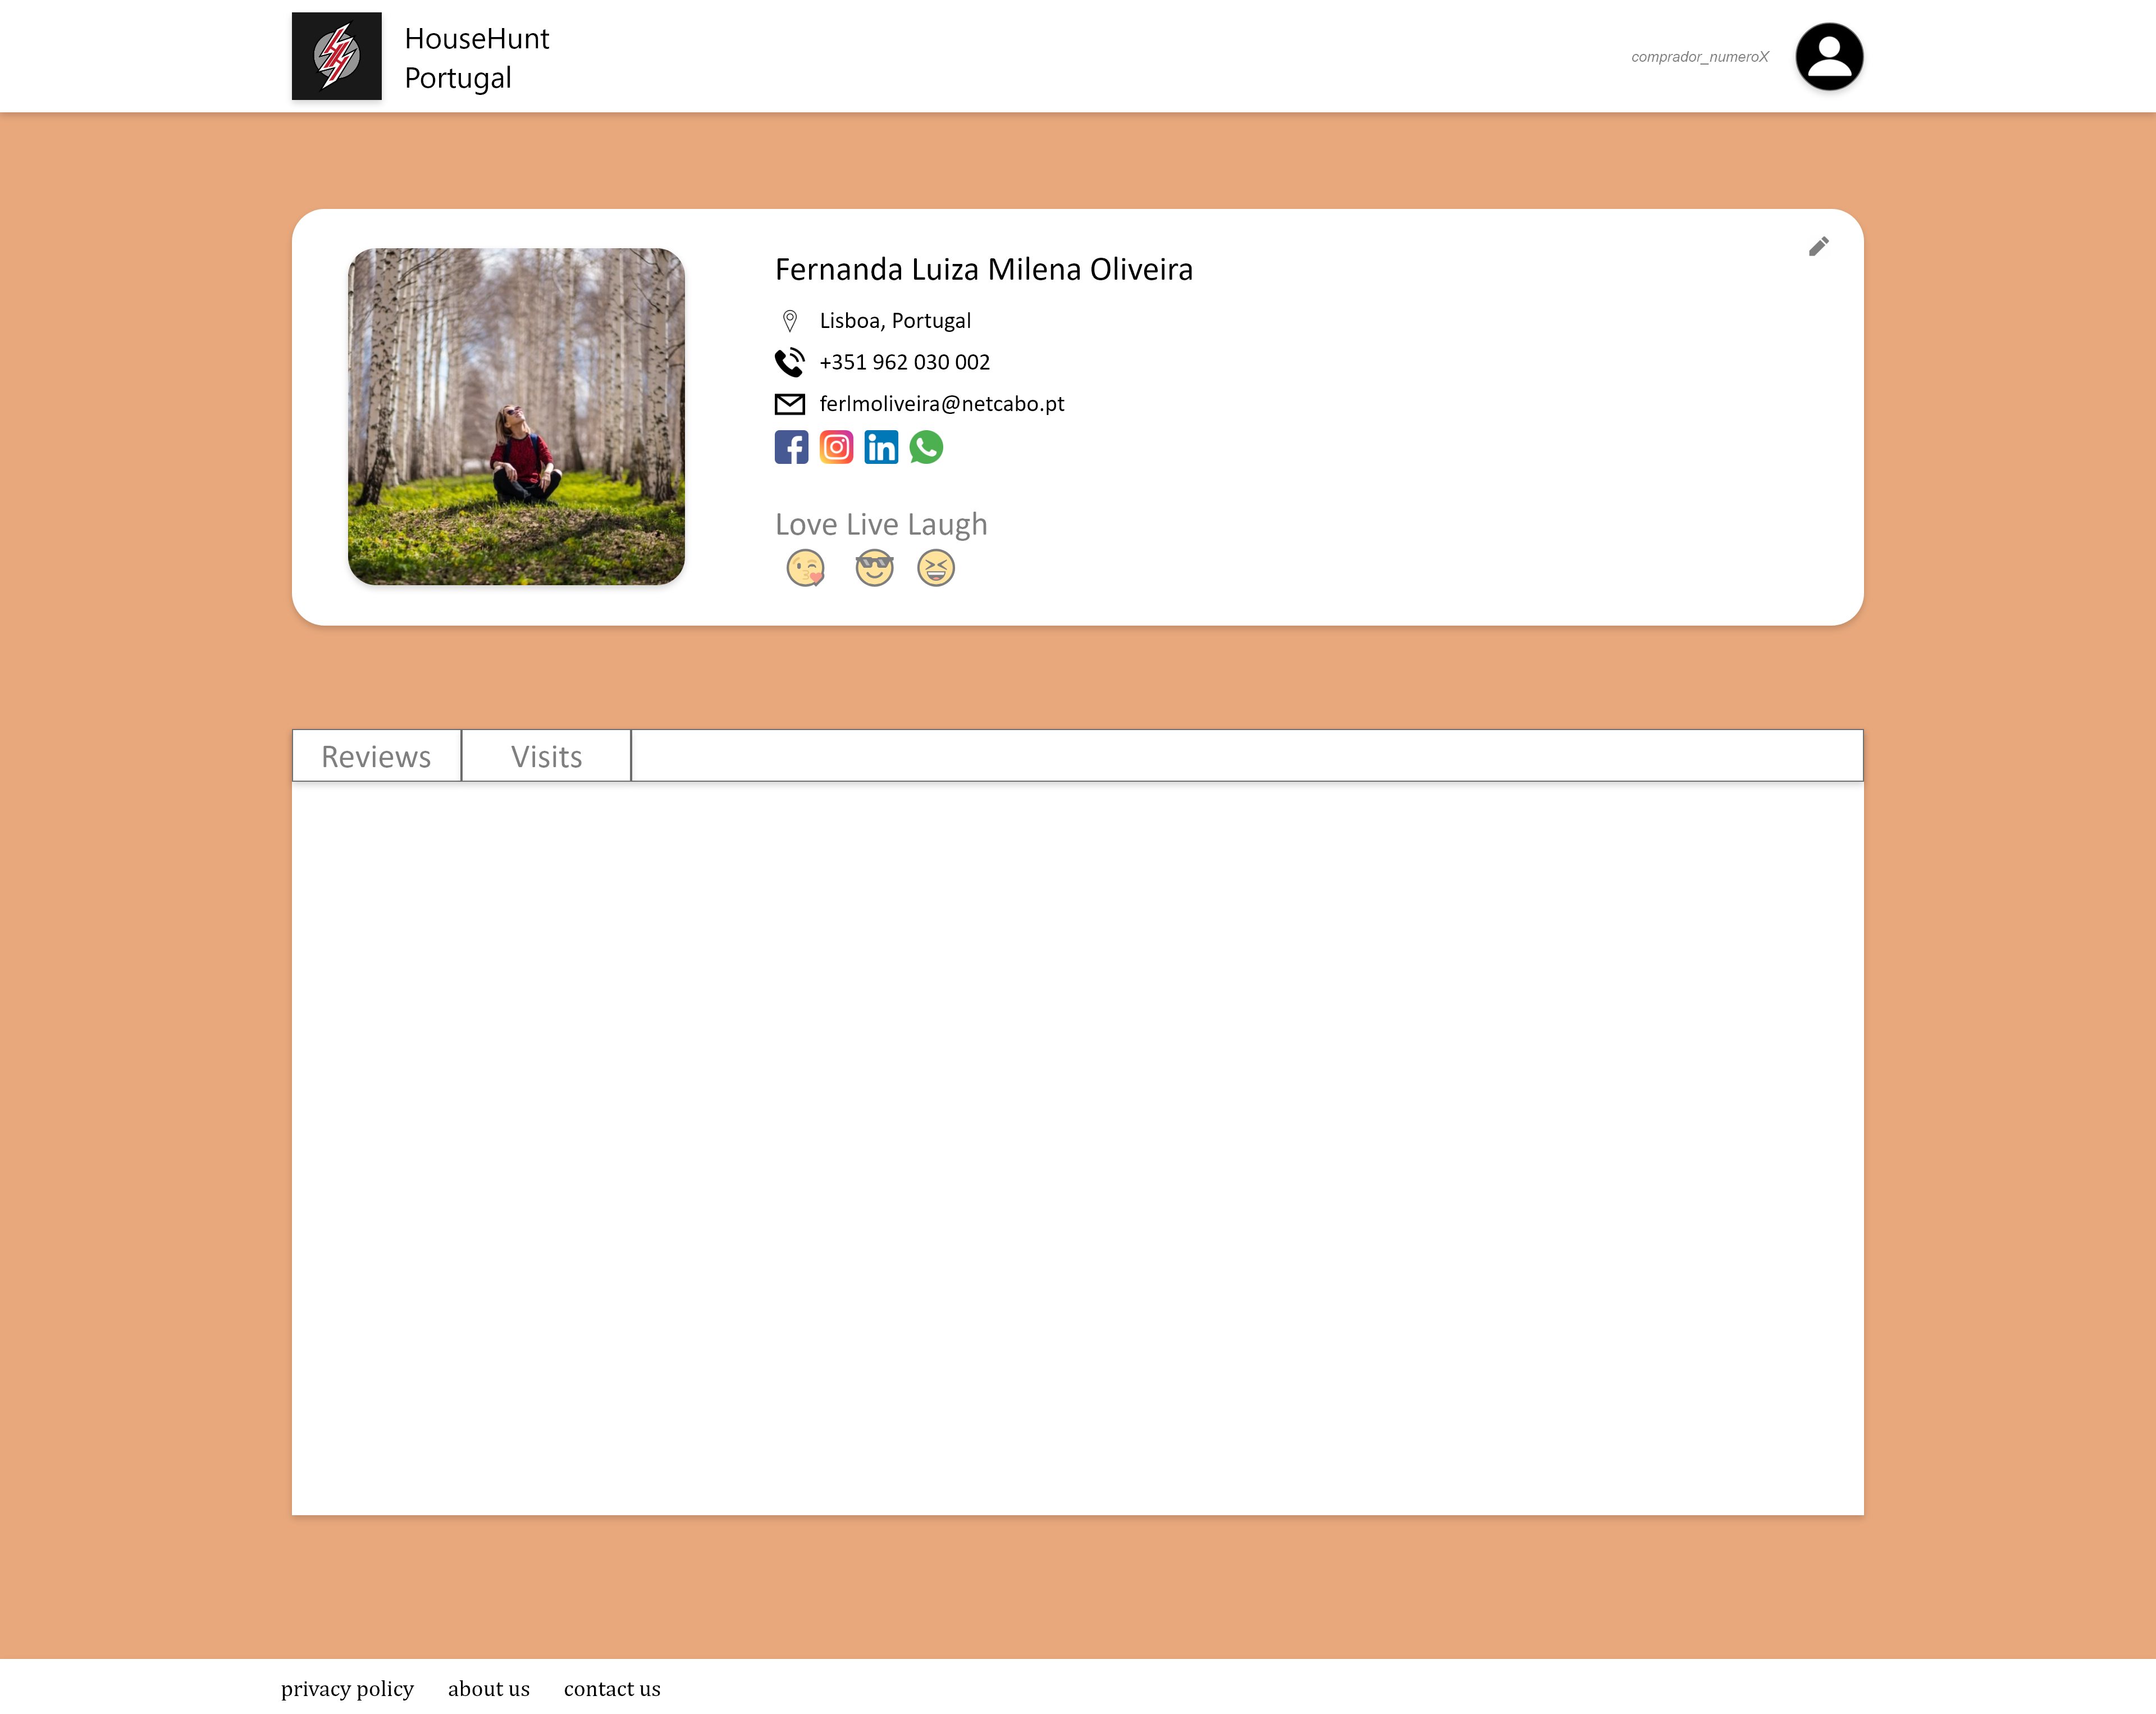 HouseHunt
Portugal
comprador_numeroX
Fernanda Luiza Milena Oliveira
Lisboa, Portugal
+351 962 030 002
ferlmoliveira@netcabo.pt
Love Live Laugh
Reviews Visits
privacy policy about us contact us